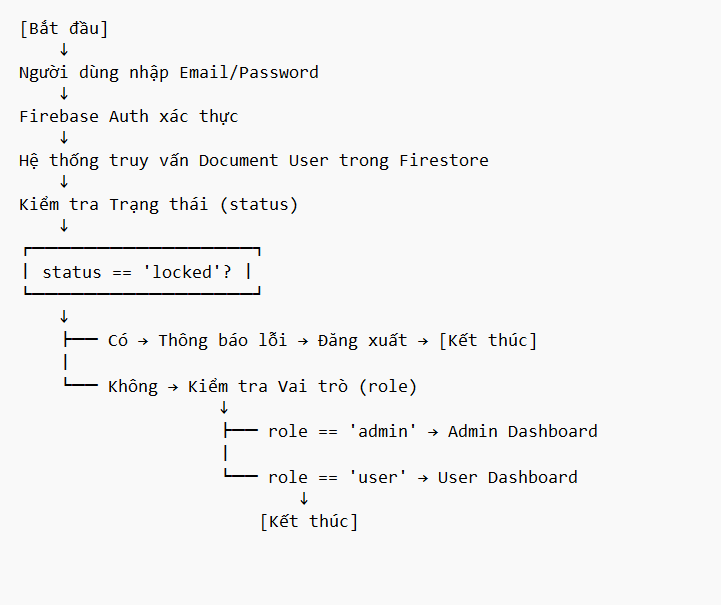 [Bắt đầu]
↓
Người dùng nhập Email/Password
↓
Firebase Auth xác thực
↓
Hệ thống truy vấn Document User trong Firestore
↓
Kiểm tra Trạng thái (status)
↓
┌───────────────────┐
│ status == 'locked'? │
└───────────────────┘
↓
├── Có → Thông báo lỗi → Đăng xuất → [Kết thúc]
│
└── Không → Kiểm tra Vai trò (role)
↓
├── role == 'admin' → Admin Dashboard
│
└── role == 'user' → User Dashboard
↓
[Kết thúc]